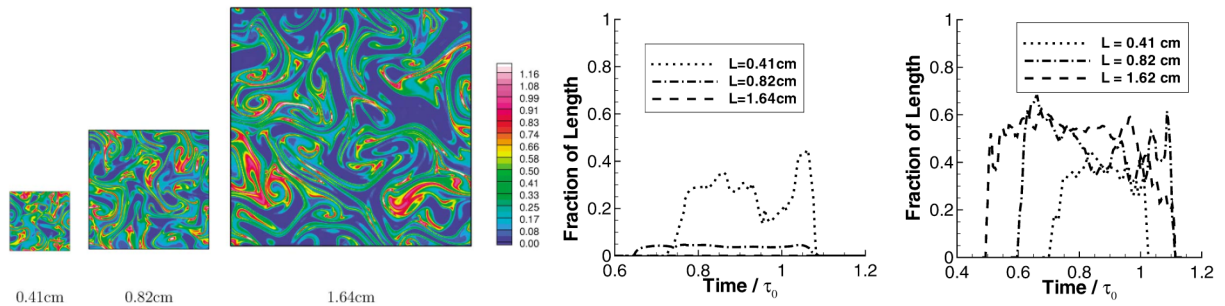 0.41cm
0.82cm
1.64cm
1.16
1.08
0.99
0.91
0.83
0.74
0.66
0.58
0.50
0.41
0.33
0.25
0.17
0.08
0.00
Fraction of Length
1
0.8
0.6
0.4
0.2
0
0.6 0.8 1 1.2
Time / τ0
L=0.41cm
L=0.82cm
L=1.64cm
Fraction of Length
1
0.8
0.6
0.4
0.2
0
0.4 0.6 0.8 1 1.2
Time / τ0
L = 0.41 cm
L = 0.82 cm
L = 1.62 cm